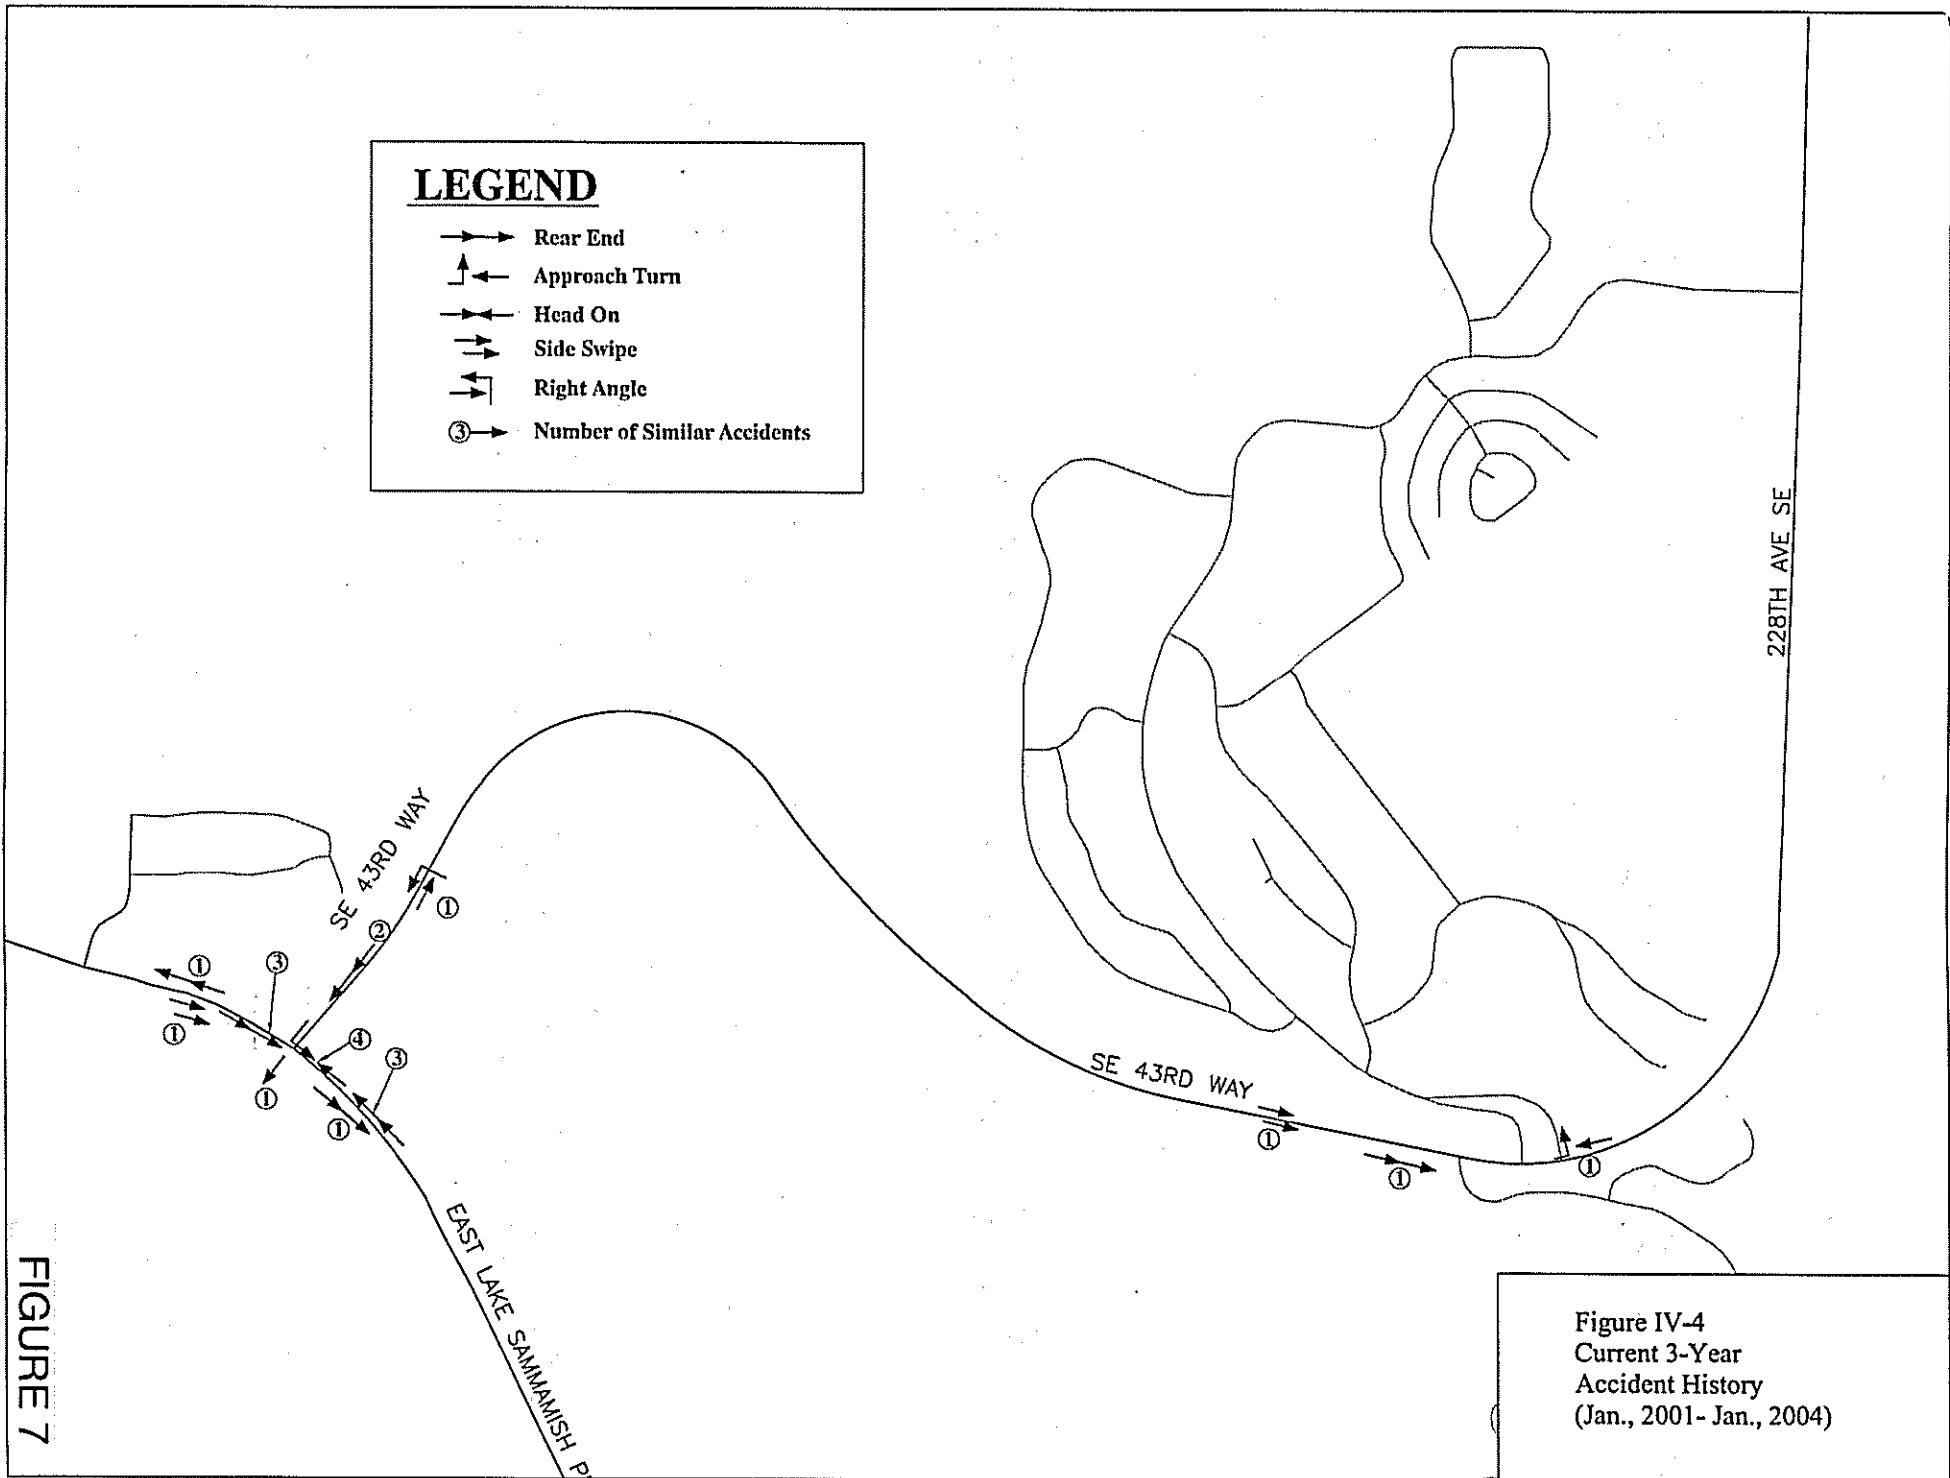 LEGEND
Rear End
Approach Turn
Head On
Side Swipe
Right Angle
③ Number of Similar Accidents
228TH AVE SE
SE 43RD WAY
①
②
①
③
①
④
③
①
①
SE 43RD WAY
①
①
①
EAST LAKE SAMMAMISH P
FIGURE 7
Figure IV-4
Current 3-Year
Accident History
(Jan., 2001- Jan., 2004)